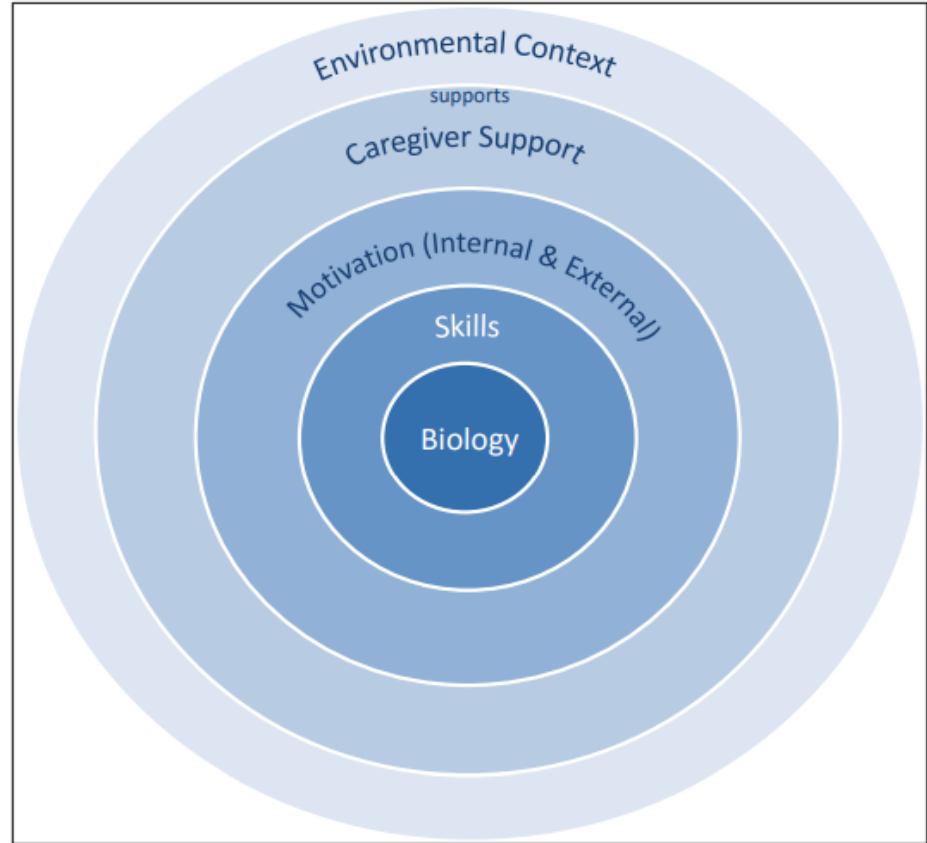 Environmental Context
supports
Caregiver Support
Motivation (Internal & External)
Skills
Biology